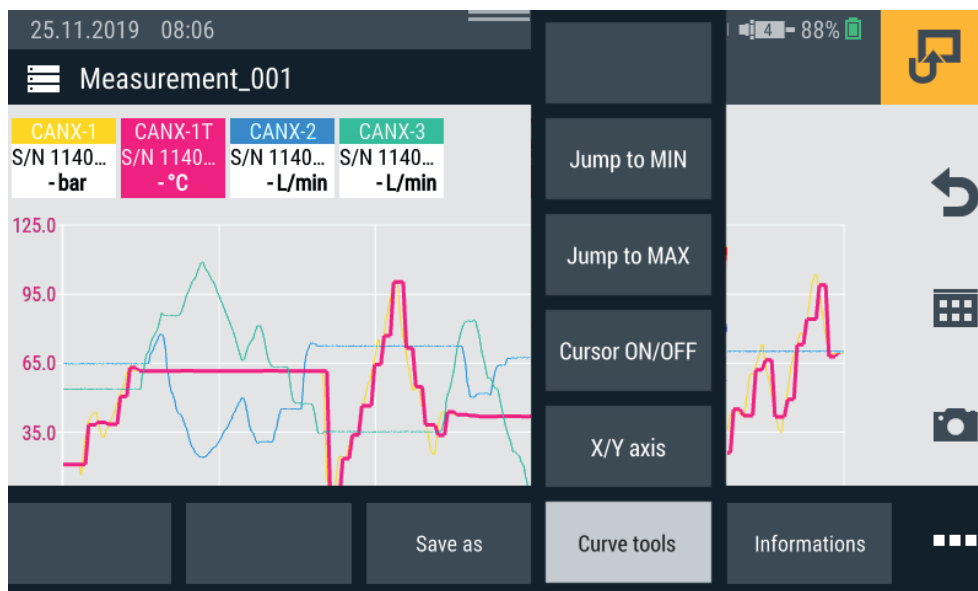 25.11.2019 08:06
4 88%
Measurement_001
CANX-1 CANX-1T CANX-2 CANX-3
S/N 1140... S/N 1140... S/N 1140... S/N 1140...
- bar - °C - L/min - L/min
Jump to MIN
Jump to MAX
Cursor ON/OFF
X/Y axis
125.0
95.0
65.0
35.0
Save as Curve tools Informations